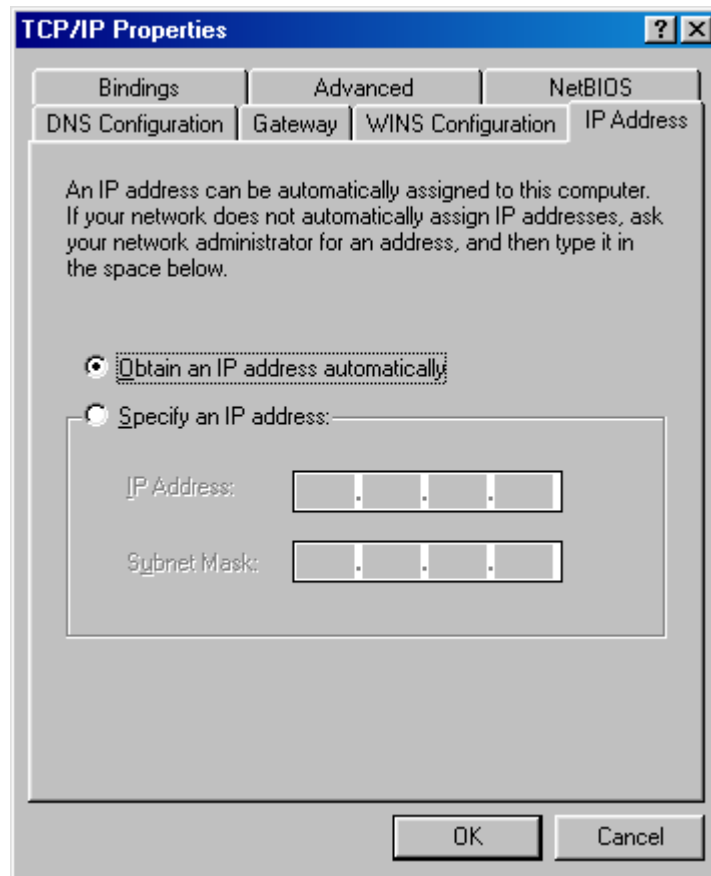 TCP/IP Properties
Bindings Advanced NetBIOS
DNS Configuration Gateway WINS Configuration IP Address
An IP address can be automatically assigned to this computer.
If your network does not automatically assign IP addresses, ask
your network administrator for an address, and then type it in
the space below.
Obtain an IP address automatically
Specify an IP address:
IP Address: . . .
Subnet Mask: . . .
OK Cancel